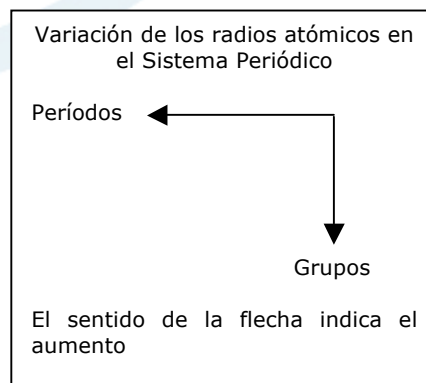 Variación de los radios atómicos en
el Sistema Periódico
Períodos
Grupos
El sentido de la flecha indica el
aumento